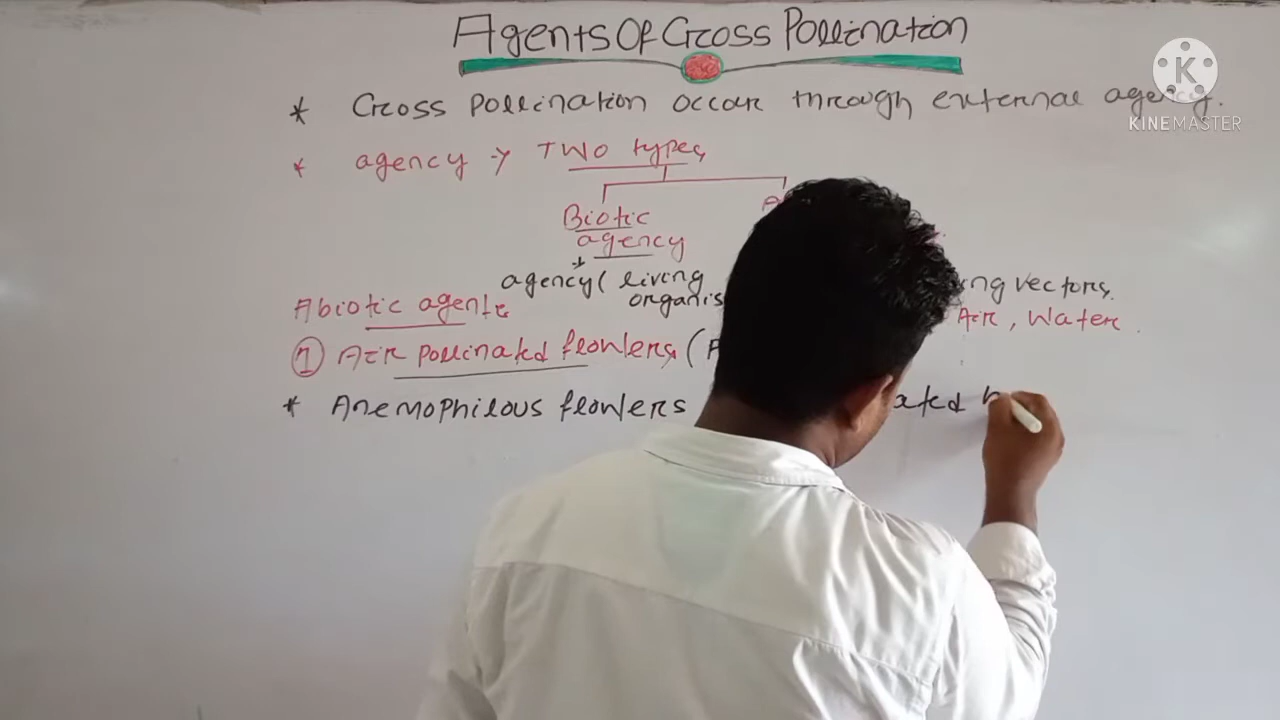 Agents Of Cross Pollination
* Cross pollination occur through external agency.
* agency → Two types
Biotic
agency
agency ( living
organis
ng vectors.
Abiotic agents
Air, Water
① Air pollinated flowers (
* Anemophilous flowers ated
KINEMASTER